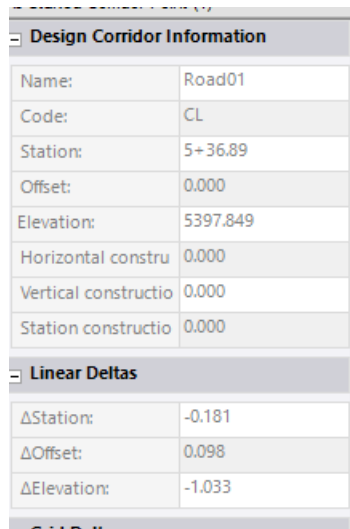 Design Corridor Information
Name: Road01
Code: CL
Station: 5+36.89
Offset: 0.000
Elevation: 5397.849
Horizontal constru 0.000
Vertical constructio 0.000
Station constructio 0.000
Linear Deltas
ΔStation: -0.181
ΔOffset: 0.098
ΔElevation: -1.033